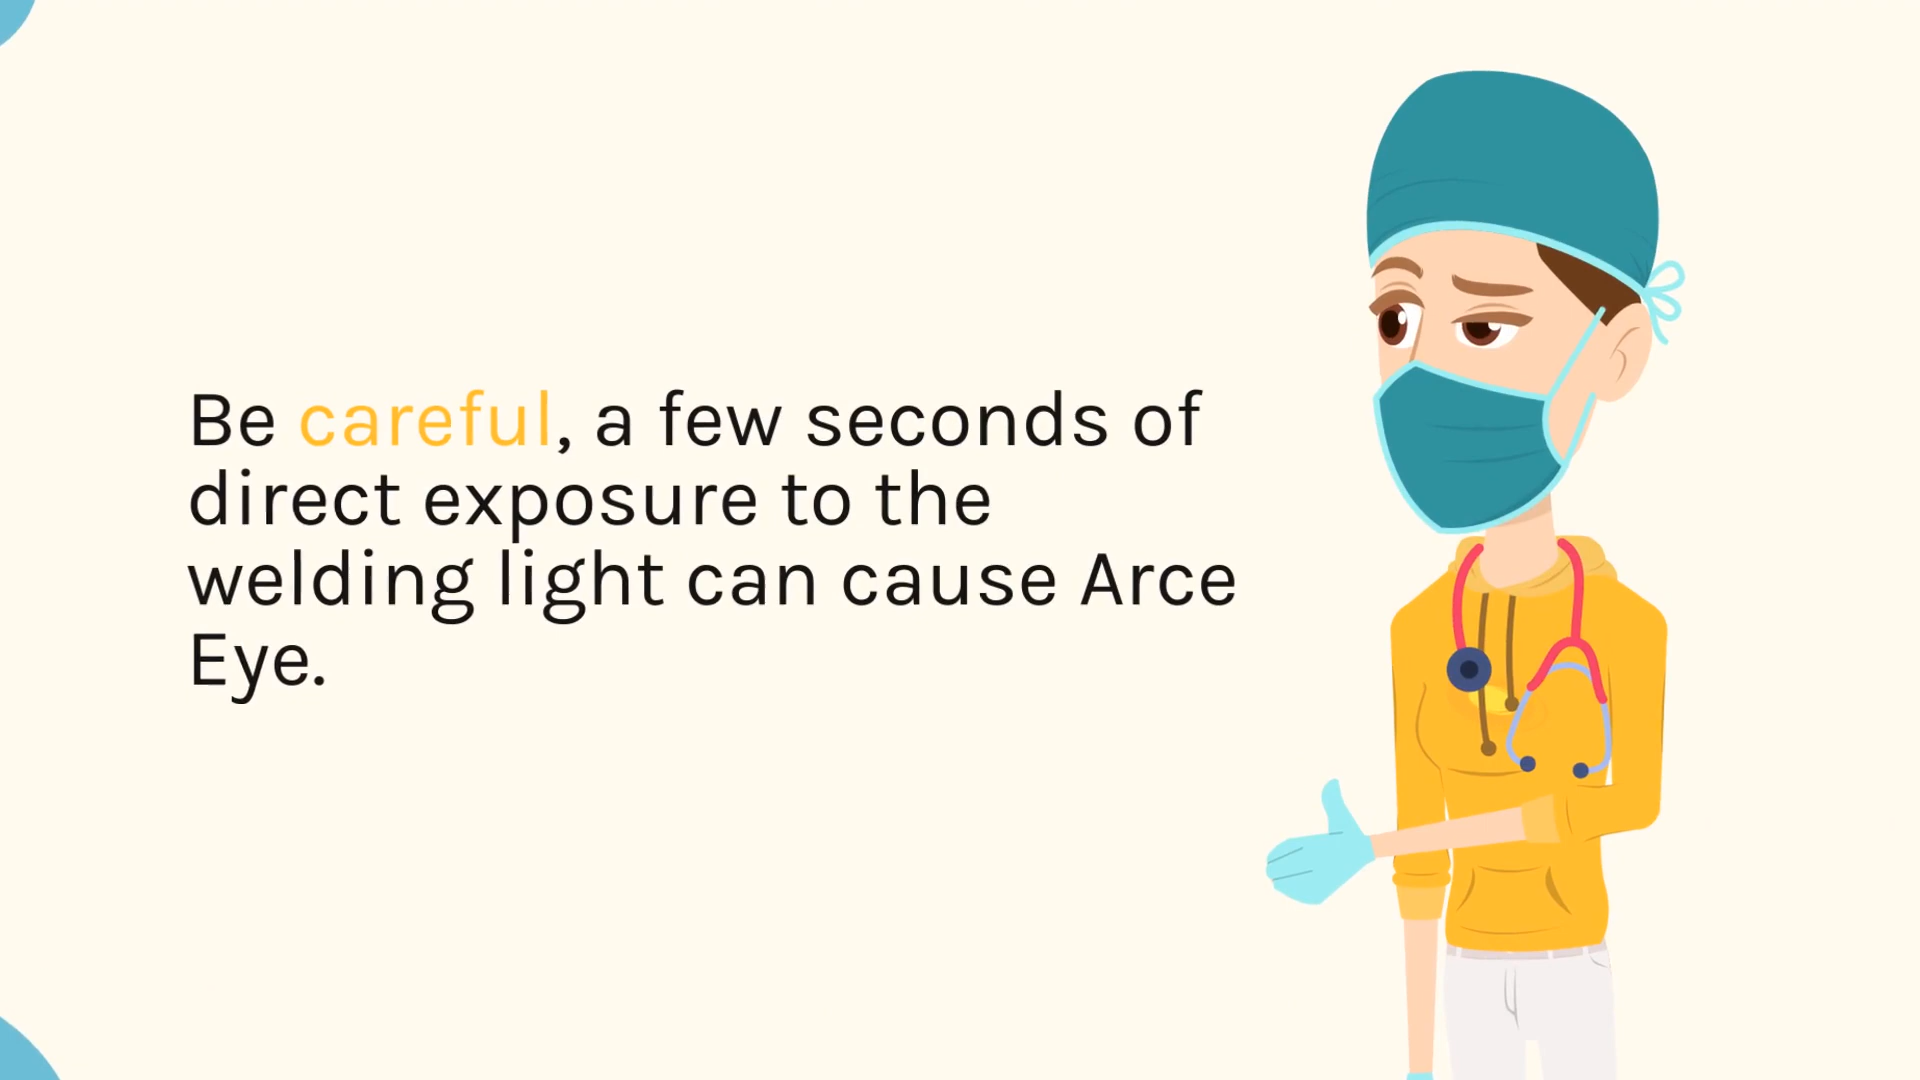 Be careful, a few seconds of
direct exposure to the
welding light can cause Arce
Eye.